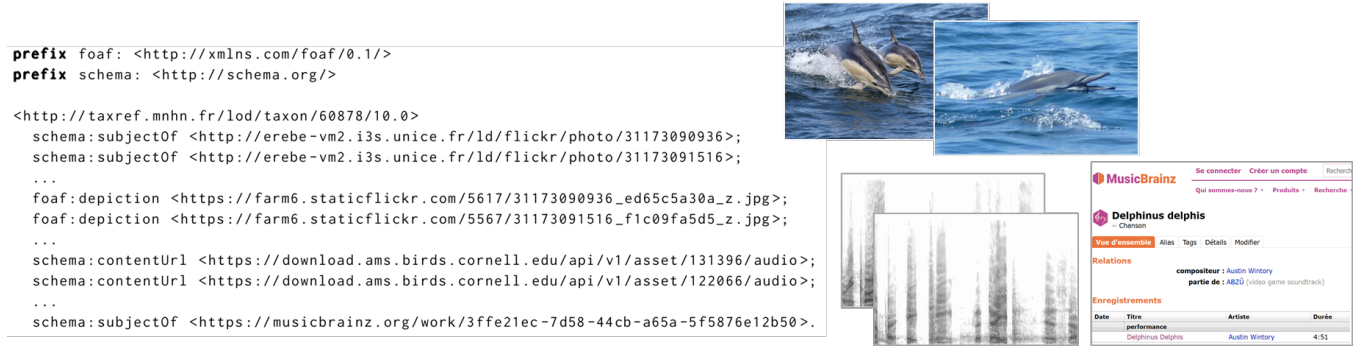 prefix foaf: <http://xmlns.com/foaf/0.1/>
prefix schema: <http://schema.org/>
<http://taxref.mnhn.fr/lod/taxon/60878/10.0>
schema:subjectOf <http://erebe-vm2.i3s.unice.fr/ld/flickr/photo/31173090936>;
schema:subjectOf <http://erebe-vm2.i3s.unice.fr/ld/flickr/photo/31173091516>;
...
foaf:depiction <https://farm6.staticflickr.com/5617/31173090936_ed65c5a30a_z.jpg>;
foaf:depiction <https://farm6.staticflickr.com/5567/31173091516_f1c09fa5d5_z.jpg>;
...
schema:contentUrl <https://download.ams.birds.cornell.edu/api/v1/asset/131396/audio>;
schema:contentUrl <https://download.ams.birds.cornell.edu/api/v1/asset/122066/audio>;
...
schema:subjectOf <https://musicbrainz.org/work/3ffe21ec-7d58-44cb-a65a-5f5876e12b50>.
MusicBrainz
Se connecter Créer un compte Recherch
Qui sommes-nous ? Produits Recherche
Delphinus delphis
~ Chanson
Vue d'ensemble Alias Tags Détails Modifier
Relations
compositeur : Austin Wintory
partie de : ABZÛ (video game soundtrack)
Enregistrements
Date Titre Artiste Durée
performance
Delphinus Delphis Austin Wintory 4:51